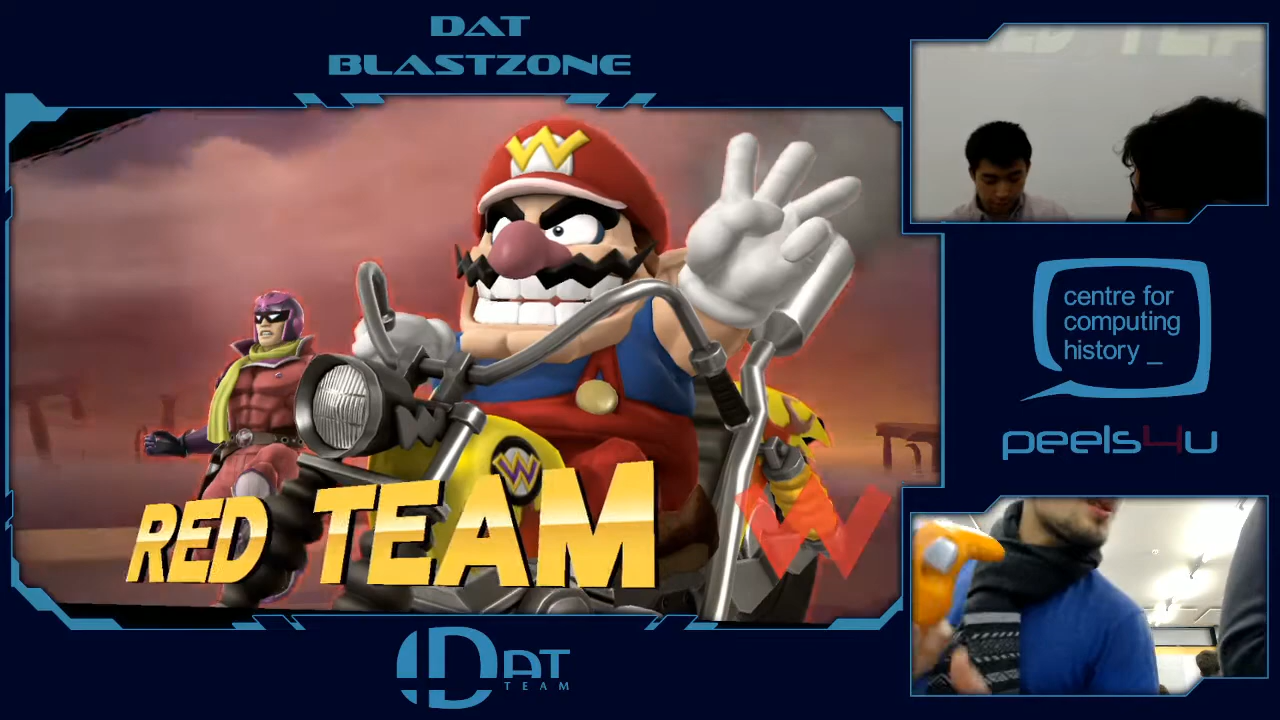 DAT
BLASTZONE
RED TEAM
W
W
W
W
centre for
computing
history _
peels4u
DAT
TEAM